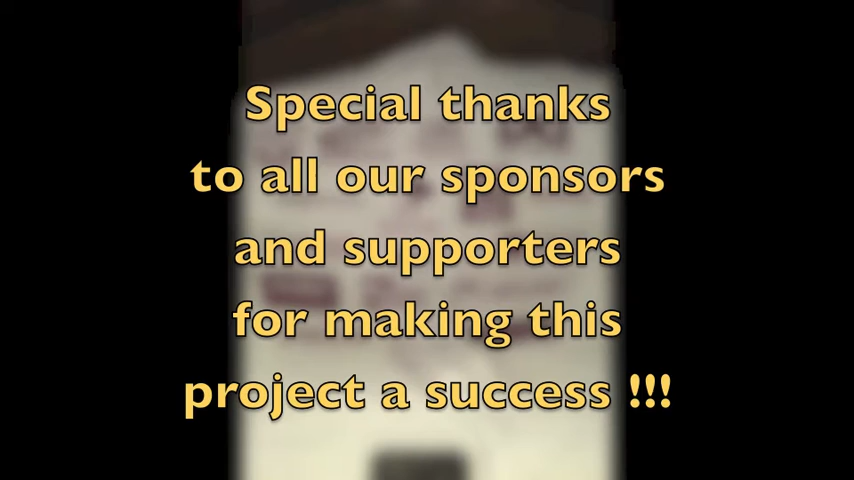 Special thanks
to all our sponsors
and supporters
for making this
project a success !!!